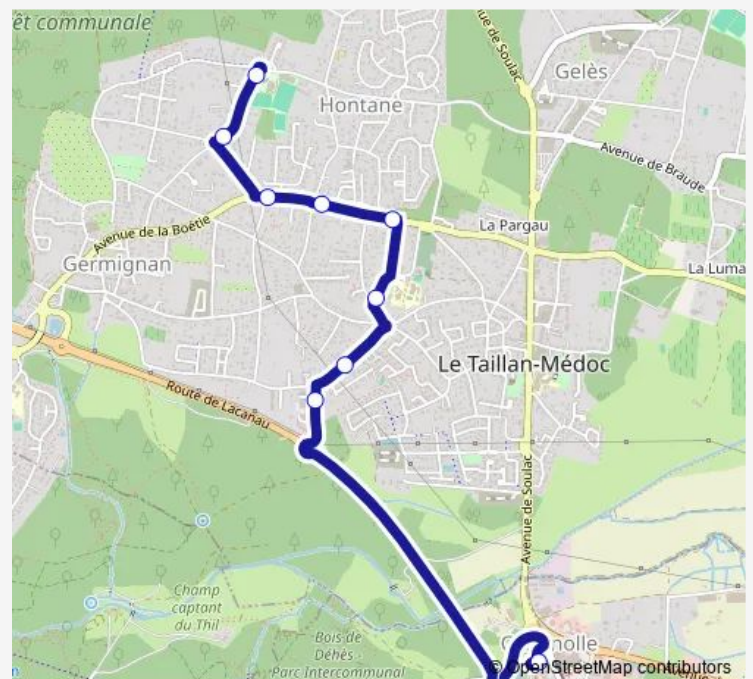 êt communale
Avenue de Soulac
Gelès
Hontane
Avenue de Braude
Avenue de la Boétie
La Pargau
Germignan
La Luma
Le Taillan-Médoc
Route de Lacanau
Avenue de Soulac
Champ
captant
du Thil
Bois de
Déhès -
Parc Intercommunal
© OpenStreetMap contributors